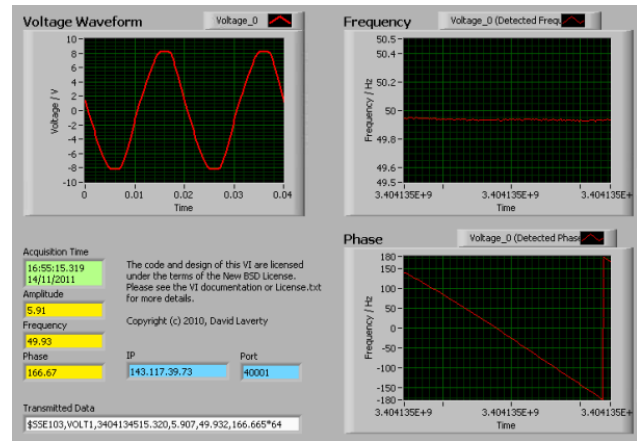 Voltage Waveform
Voltage_0
10
8
6
4
2
0
-2
-4
-6
-8
-10
Voltage / V
0
0.01
0.02
0.03
0.04
Time
Frequency
Voltage_0 (Detected Frequ
50.5
50.4
50.2
50
49.8
49.6
49.5
Frequency / Hz
3.404135E+9
3.404135E+9
3.404135E+
Time
Phase
Voltage_0 (Detected Phase
180
150
100
50
0
-50
-100
-150
-180
Frequency / Hz
3.404135E+9
3.404135E+9
3.404135E+
Time
Acquisition Time
16:55:15.319
14/11/2011
Amplitude
5.91
Frequency
49.93
Phase
166.67
The code and design of this VI are licensed
under the terms of the New BSD License.
Please see the VI documentation or License.txt
for more details.
Copyright (c) 2010, David Laverty
IP
143.117.39.73
Port
40001
Transmitted Data
$SSE103,VOLT1,3404134515.320,5.907,49.932,166.665*64